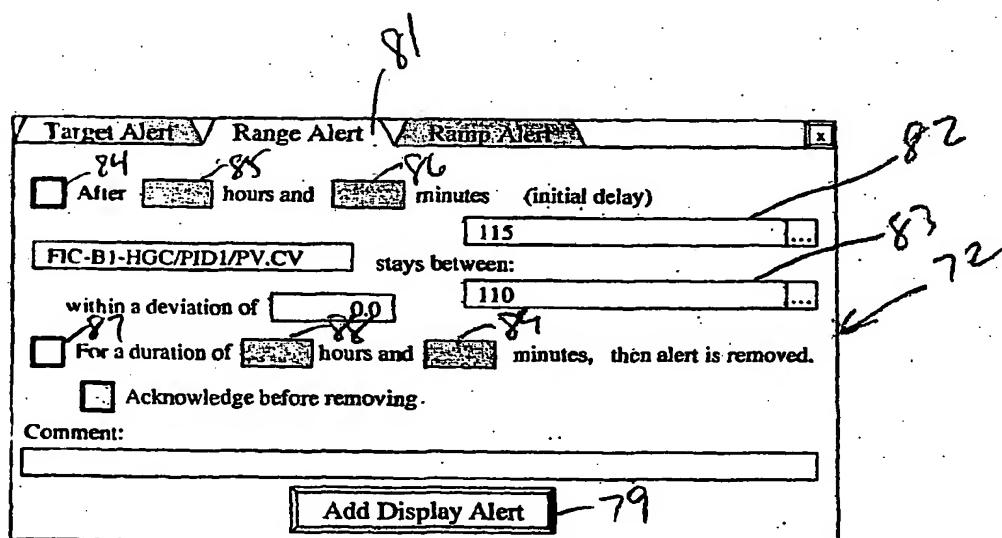 81
Target Alert Range Alert Ramp Alert x
82
84 85 86
After hours and minutes (initial delay)
115 ...
83
FIC-B1-HGC/PID1/PV.CV stays between:
72
110 ...
within a deviation of 0.0
87 88 89
For a duration of hours and minutes, then alert is removed.
Acknowledge before removing.
Comment:
Add Display Alert 79